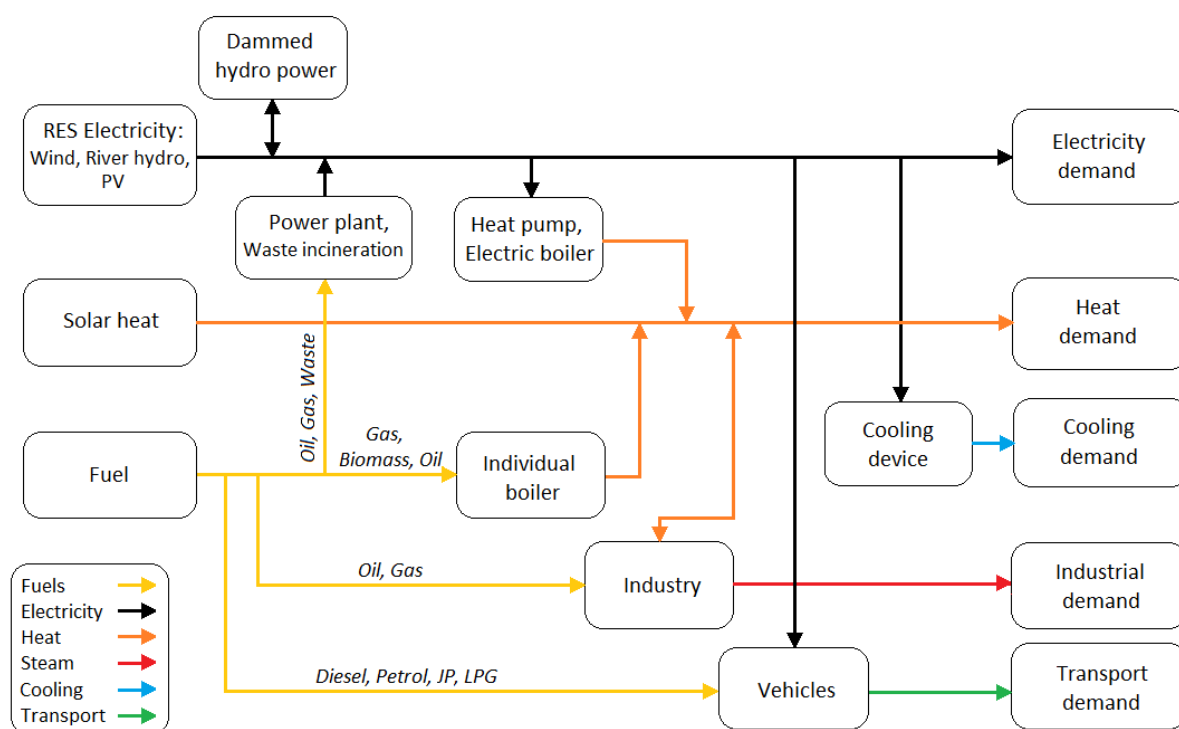 Dammed
hydro power
RES Electricity:
Wind, River hydro,
PV
Electricity
demand
Power plant,
Waste incineration
Heat pump,
Electric boiler
Solar heat
Heat
demand
Oil, Gas, Waste
Gas,
Biomass, Oil
Fuel
Individual
boiler
Cooling
device
Cooling
demand
Oil, Gas
Industry
Industrial
demand
Diesel, Petrol, JP, LPG
Vehicles
Transport
demand
Fuels
Electricity
Heat
Steam
Cooling
Transport